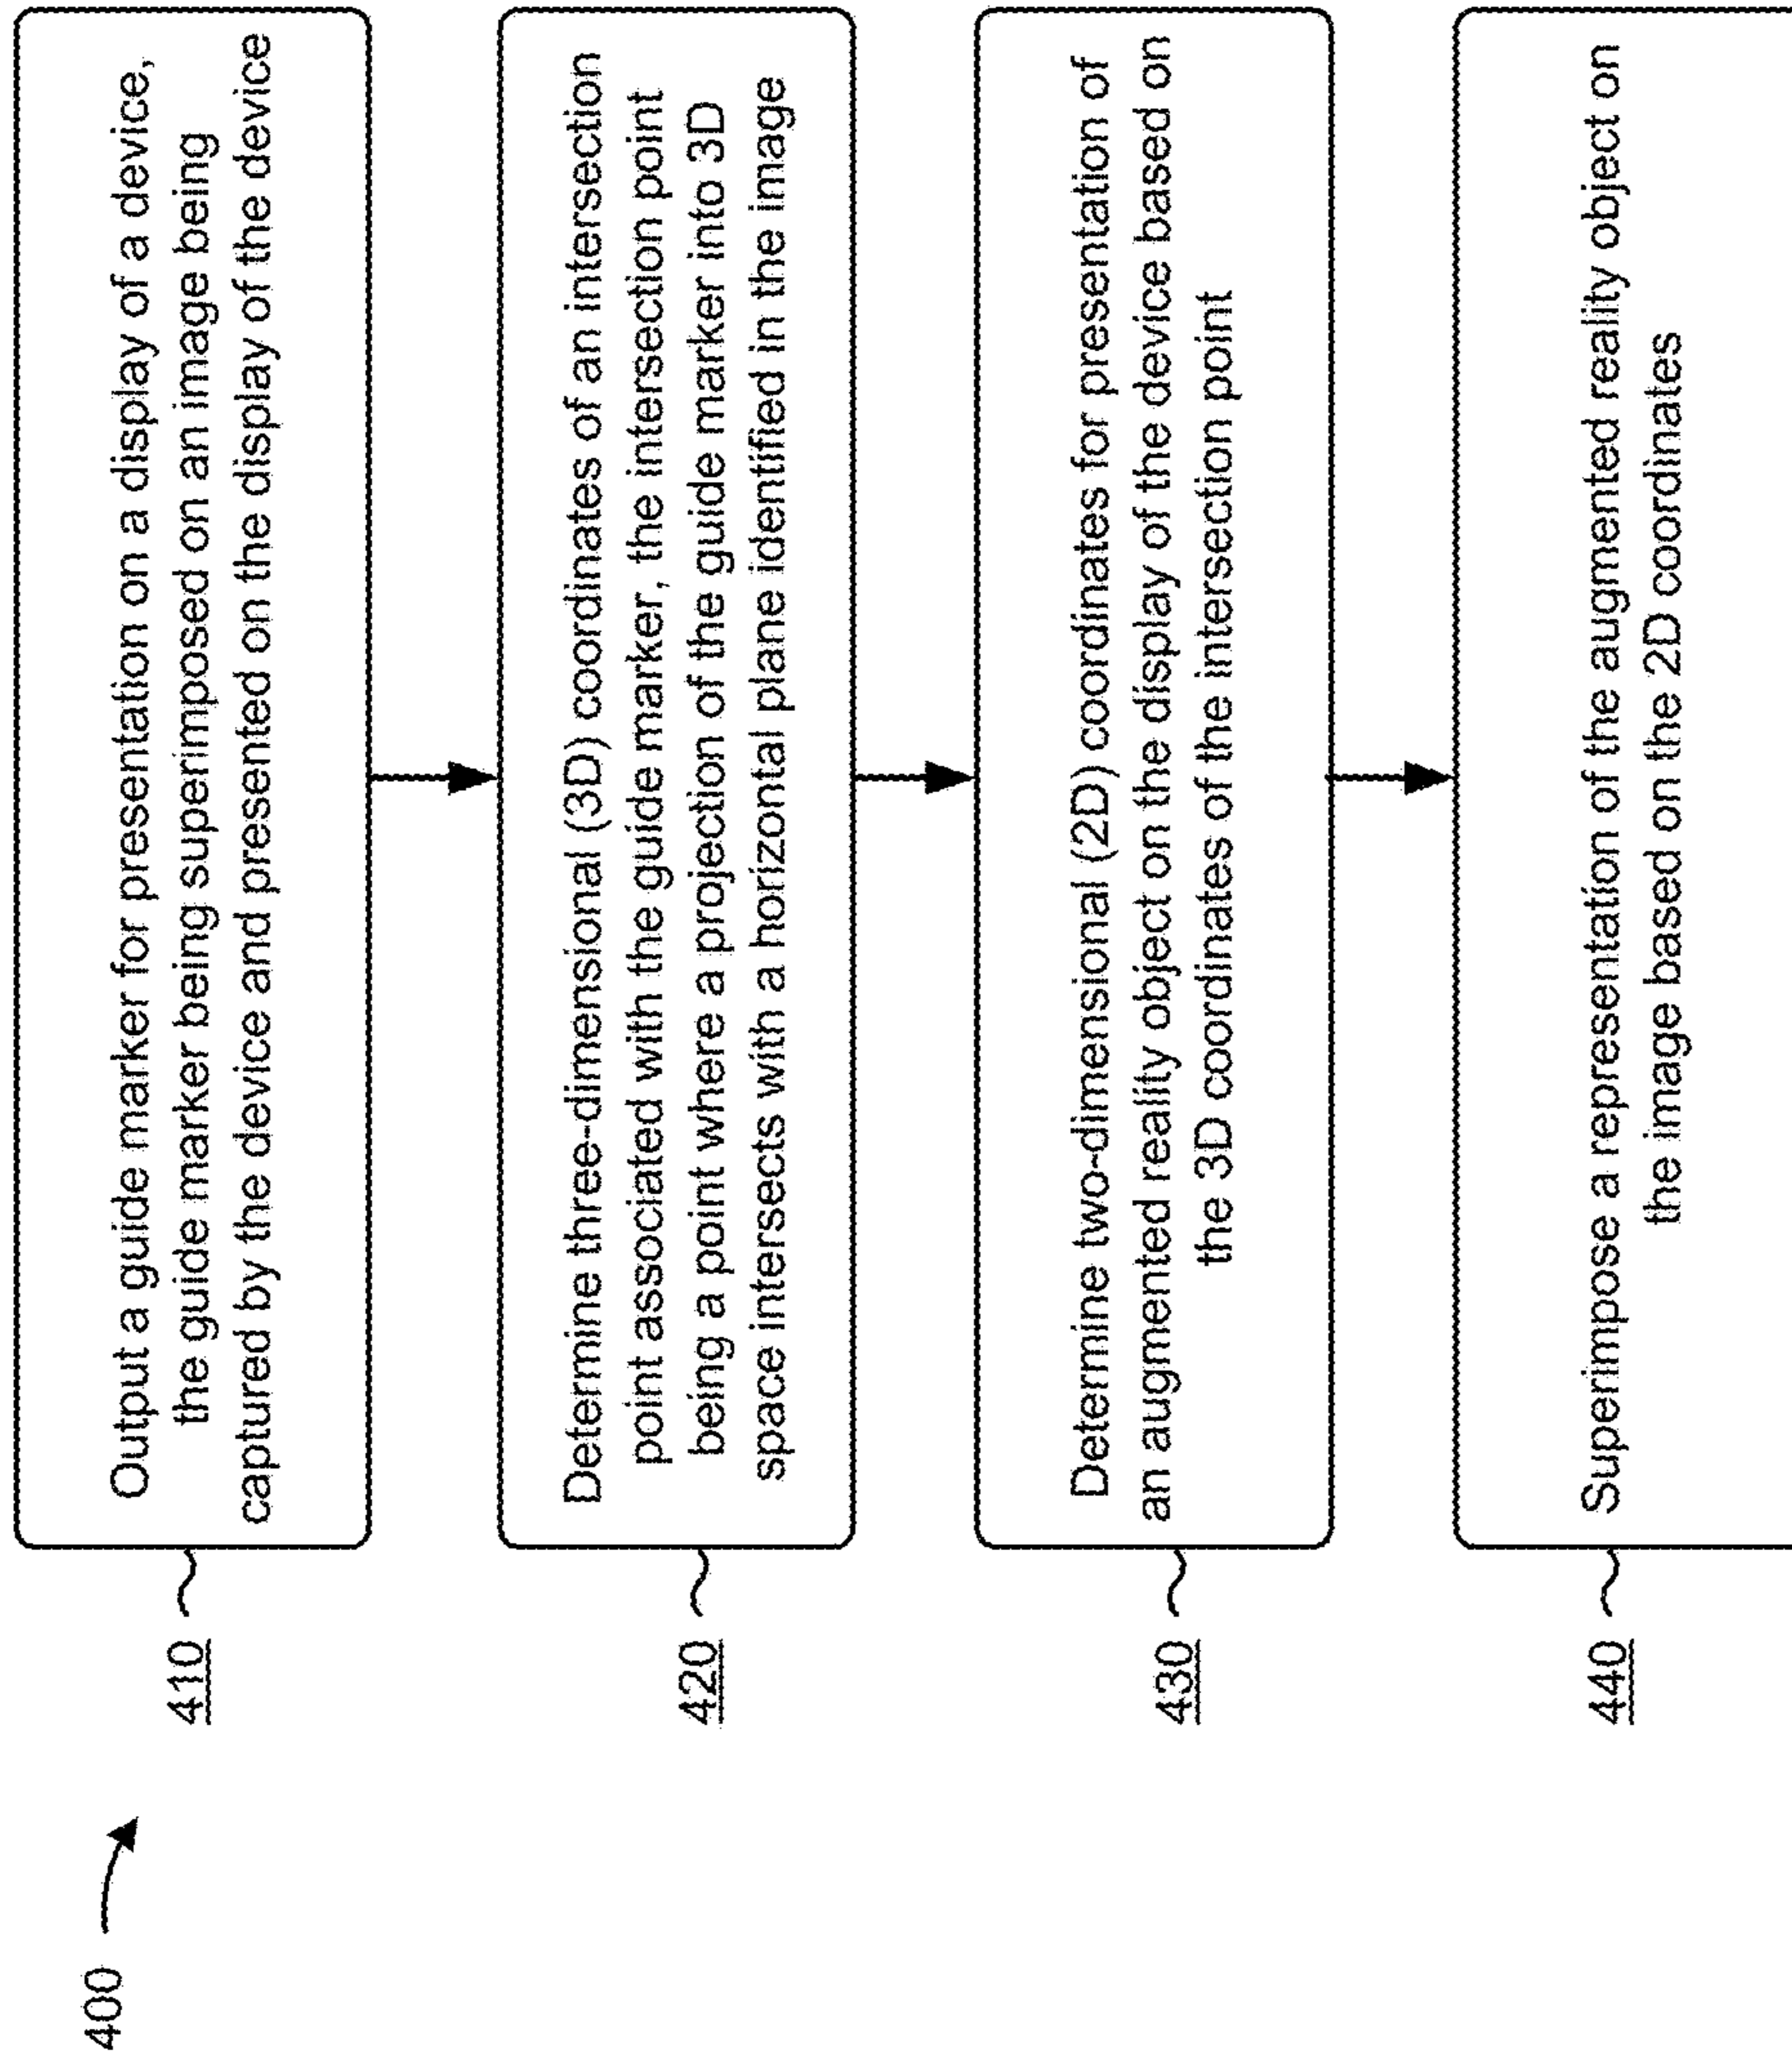 400
410
Output a guide marker for presentation on a display of a device,
the guide marker being superimposed on an image being
captured by the device and presented on the display of the device
420
Determine three-dimensional (3D) coordinates of an intersection
point associated with the guide marker, the intersection point
being a point where a projection of the guide marker into 3D
space intersects with a horizontal plane identified in the image
430
Determine two-dimensional (2D) coordinates for presentation of
an augmented reality object on the display of the device based on
the 3D coordinates of the intersection point
440
Superimpose a representation of the augmented reality object on
the image based on the 2D coordinates